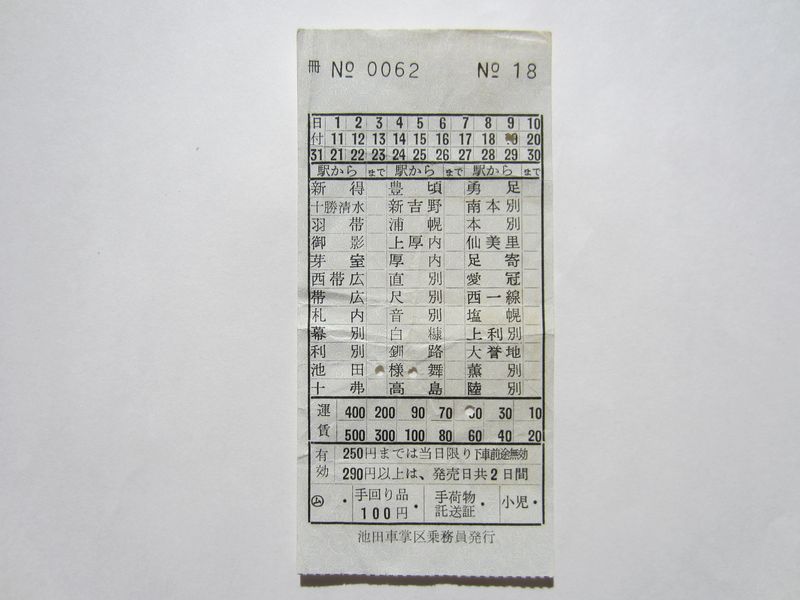 冊 № 0062 № 18
日 1 2 3 4 5 6 7 8 9 10
付 11 12 13 14 15 16 17 18 20
31 21 22 23 24 25 26 27 28 29 30
駅から まで 駅から まで 駅から まで
新得 豊頃 勇足
十勝清水 新吉野 南本別
羽帯 浦幌 本別
御影 上厚内 仙美里
芽室 厚内 足寄
西帯広 直別 愛冠
帯広 尺別 西一線
札内 音別 塩幌
幕別 白糠 上利別
利別 釧路 大誉地
池田 様舞 薫別
十弗 高島 陸別
運 400 200 90 70 30 10
賃 500 300 100 80 60 40 20
有効 250円までは当日限り下車前途無効
290円以上は、発売日共2日間
㋰ ・ 手回り品 100円 ・ 手荷物託送証 ・ 小児 ・
池田車掌区乗務員発行